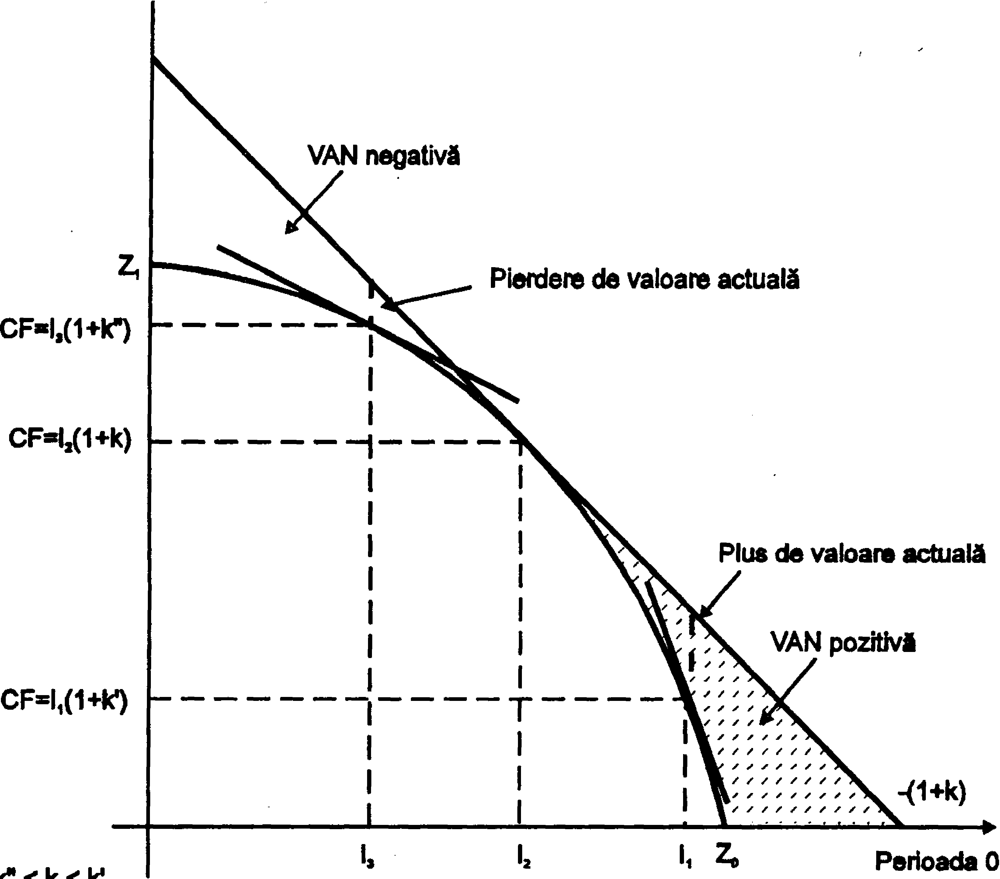 VAN negativă
Z₁
Pierdere de valoare actuală
CF=I₃(1+k")
CF=I₂(1+k)
Plus de valoare actuală
VAN pozitivă
CF=I₁(1+k')
-(1+k)
I₃ I₂ I₁ Z₀ Perioada 0
" < k < k'